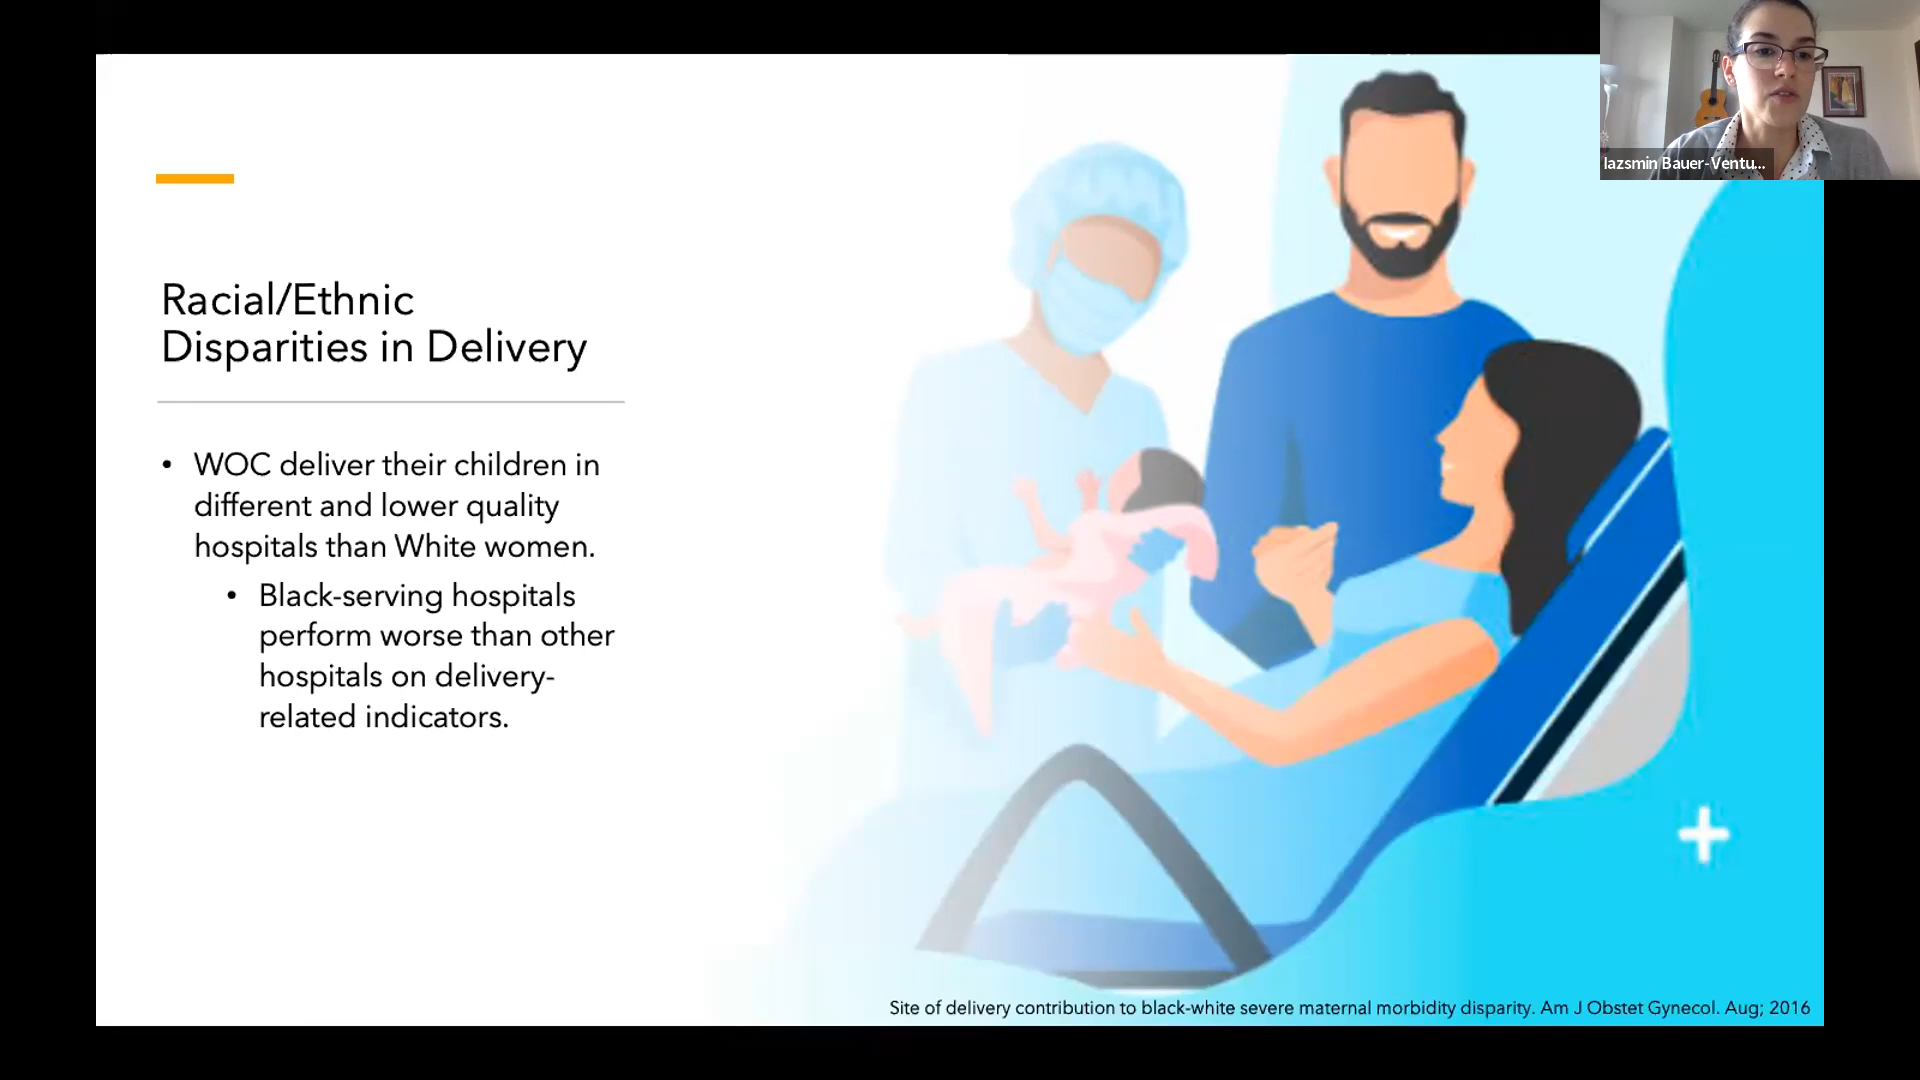 Iazsmin Bauer-Ventu...
Racial/Ethnic
Disparities in Delivery
• WOC deliver their children in
different and lower quality
hospitals than White women.
• Black-serving hospitals
perform worse than other
hospitals on delivery-
related indicators.
Site of delivery contribution to black-white severe maternal morbidity disparity. Am J Obstet Gynecol. Aug; 2016